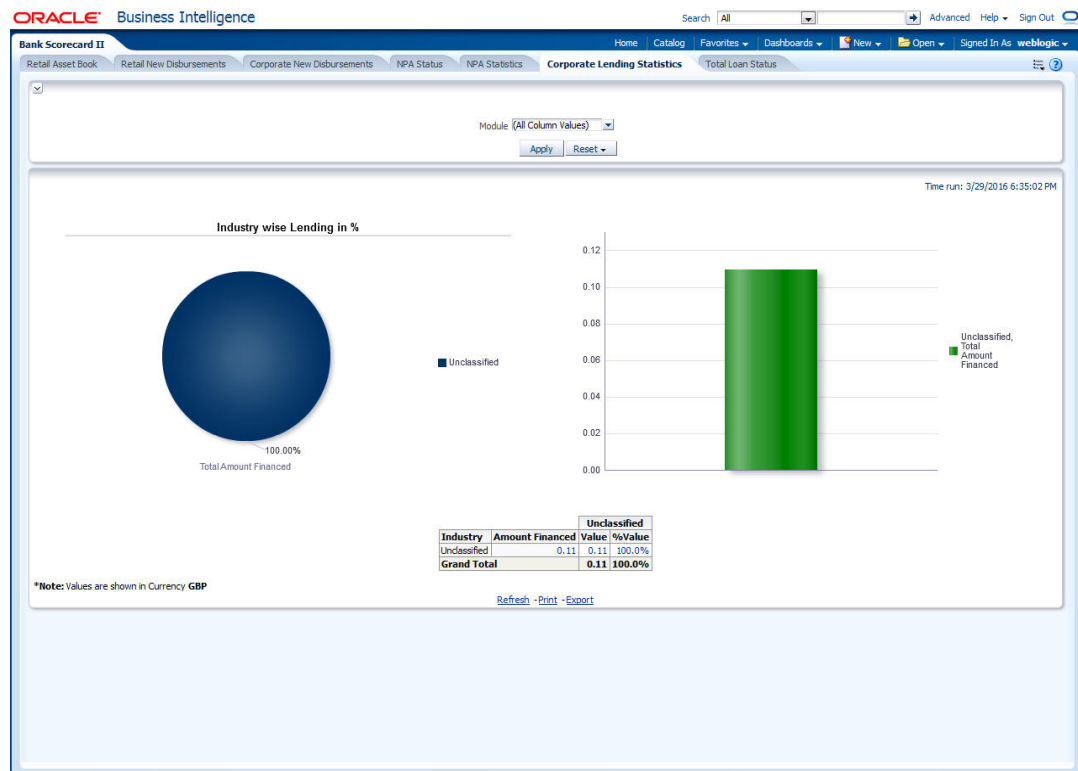 ORACLE® Business Intelligence
Search All Advanced Help Sign Out
Bank Scorecard II
Home Catalog Favorites Dashboards New Open Signed In As weblogic
Retail Asset Book Retail New Disbursements Corporate New Disbursements NPA Status NPA Statistics Corporate Lending Statistics Total Loan Status
Module (All Column Values)
Apply Reset
Time run: 3/29/2016 6:35:02 PM
Industry wise Lending in %
Unclassified
100.00%
Total Amount Financed
0.12
0.10
0.08
0.06
0.04
0.02
0.00
Unclassified,
Total
Amount
Financed
Unclassified
Industry Amount Financed Value %Value
Unclassified 0.11 0.11 100.0%
Grand Total 0.11 100.0%
*Note: Values are shown in Currency GBP
Refresh - Print - Export